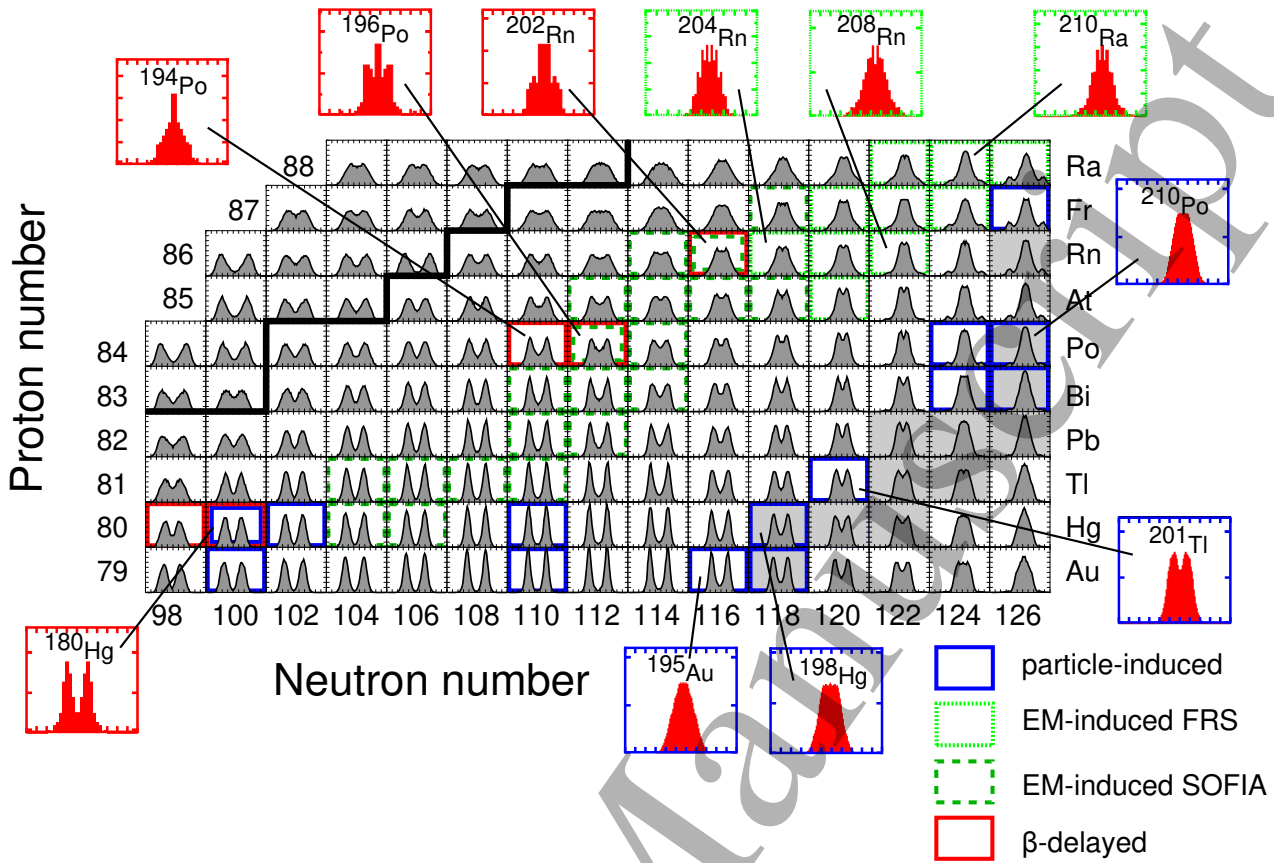 196Po
202Rn
204Rn
208Rn
210Ra
194Po
88
Ra
87
Fr
210Po
86
Rn
85
At
84
Po
83
Bi
82
Pb
81
Tl
80
Hg
79
Au
201Tl
98 100 102 104 106 108 110 112 114 116 118 120 122 124 126
Proton number
Neutron number
180Hg
195Au
198Hg
particle-induced
EM-induced FRS
EM-induced SOFIA
β-delayed
Manuscript